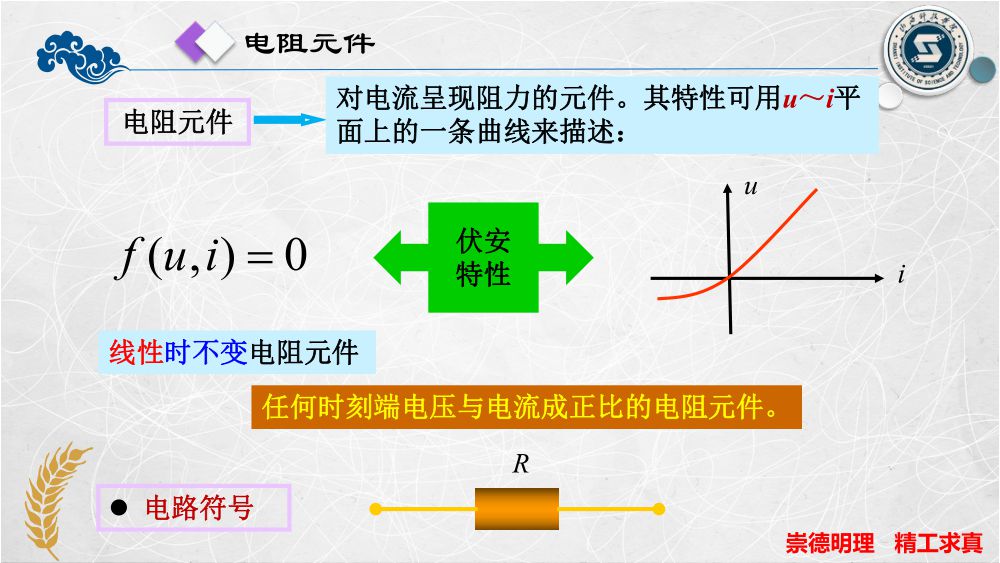 电阻元件
电阻元件
对电流呈现阻力的元件。其特性可用u～i平
面上的一条曲线来描述：
f(u,i)=0
伏安
特性
u
i
线性时不变电阻元件
任何时刻端电压与电流成正比的电阻元件。
R
● 电路符号
崇德明理 精工求真